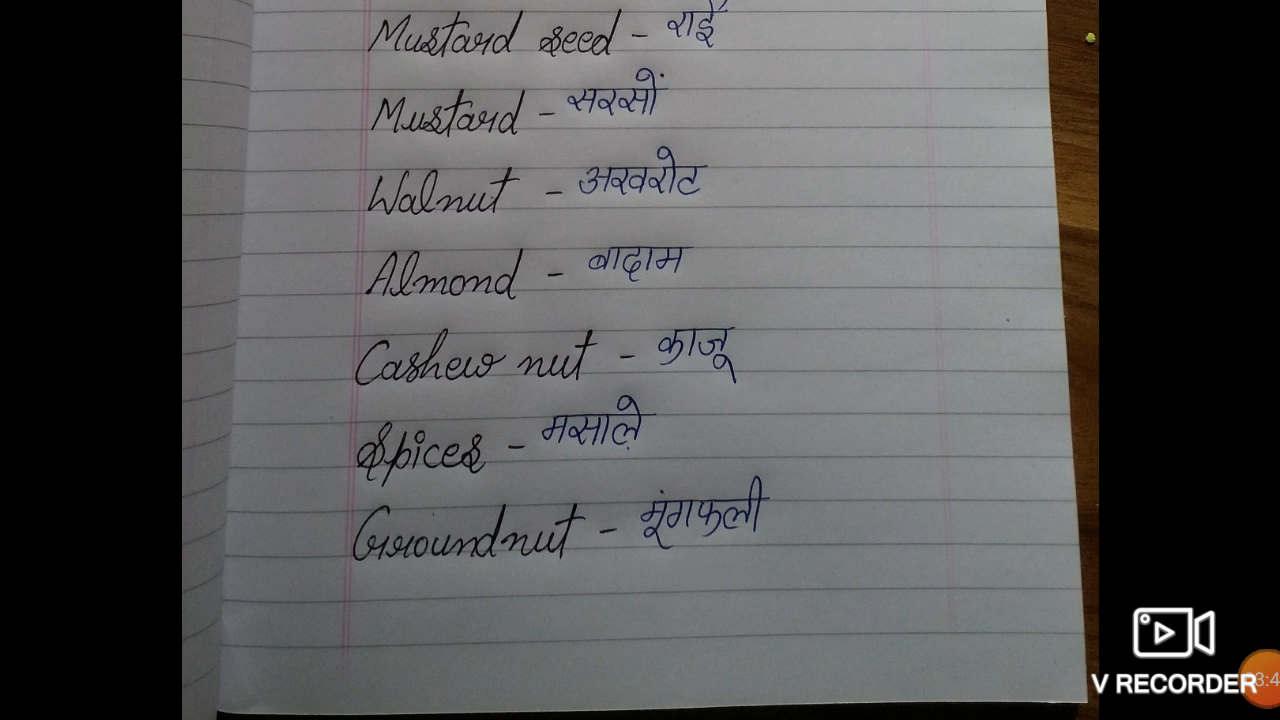 Mustard seed - राई
Mustard - सरसों
Walnut - अखरोट
Almond - बादाम
Cashew nut - काजू
Spices - मसाले
Groundnut - मूंगफली
V RECORDER